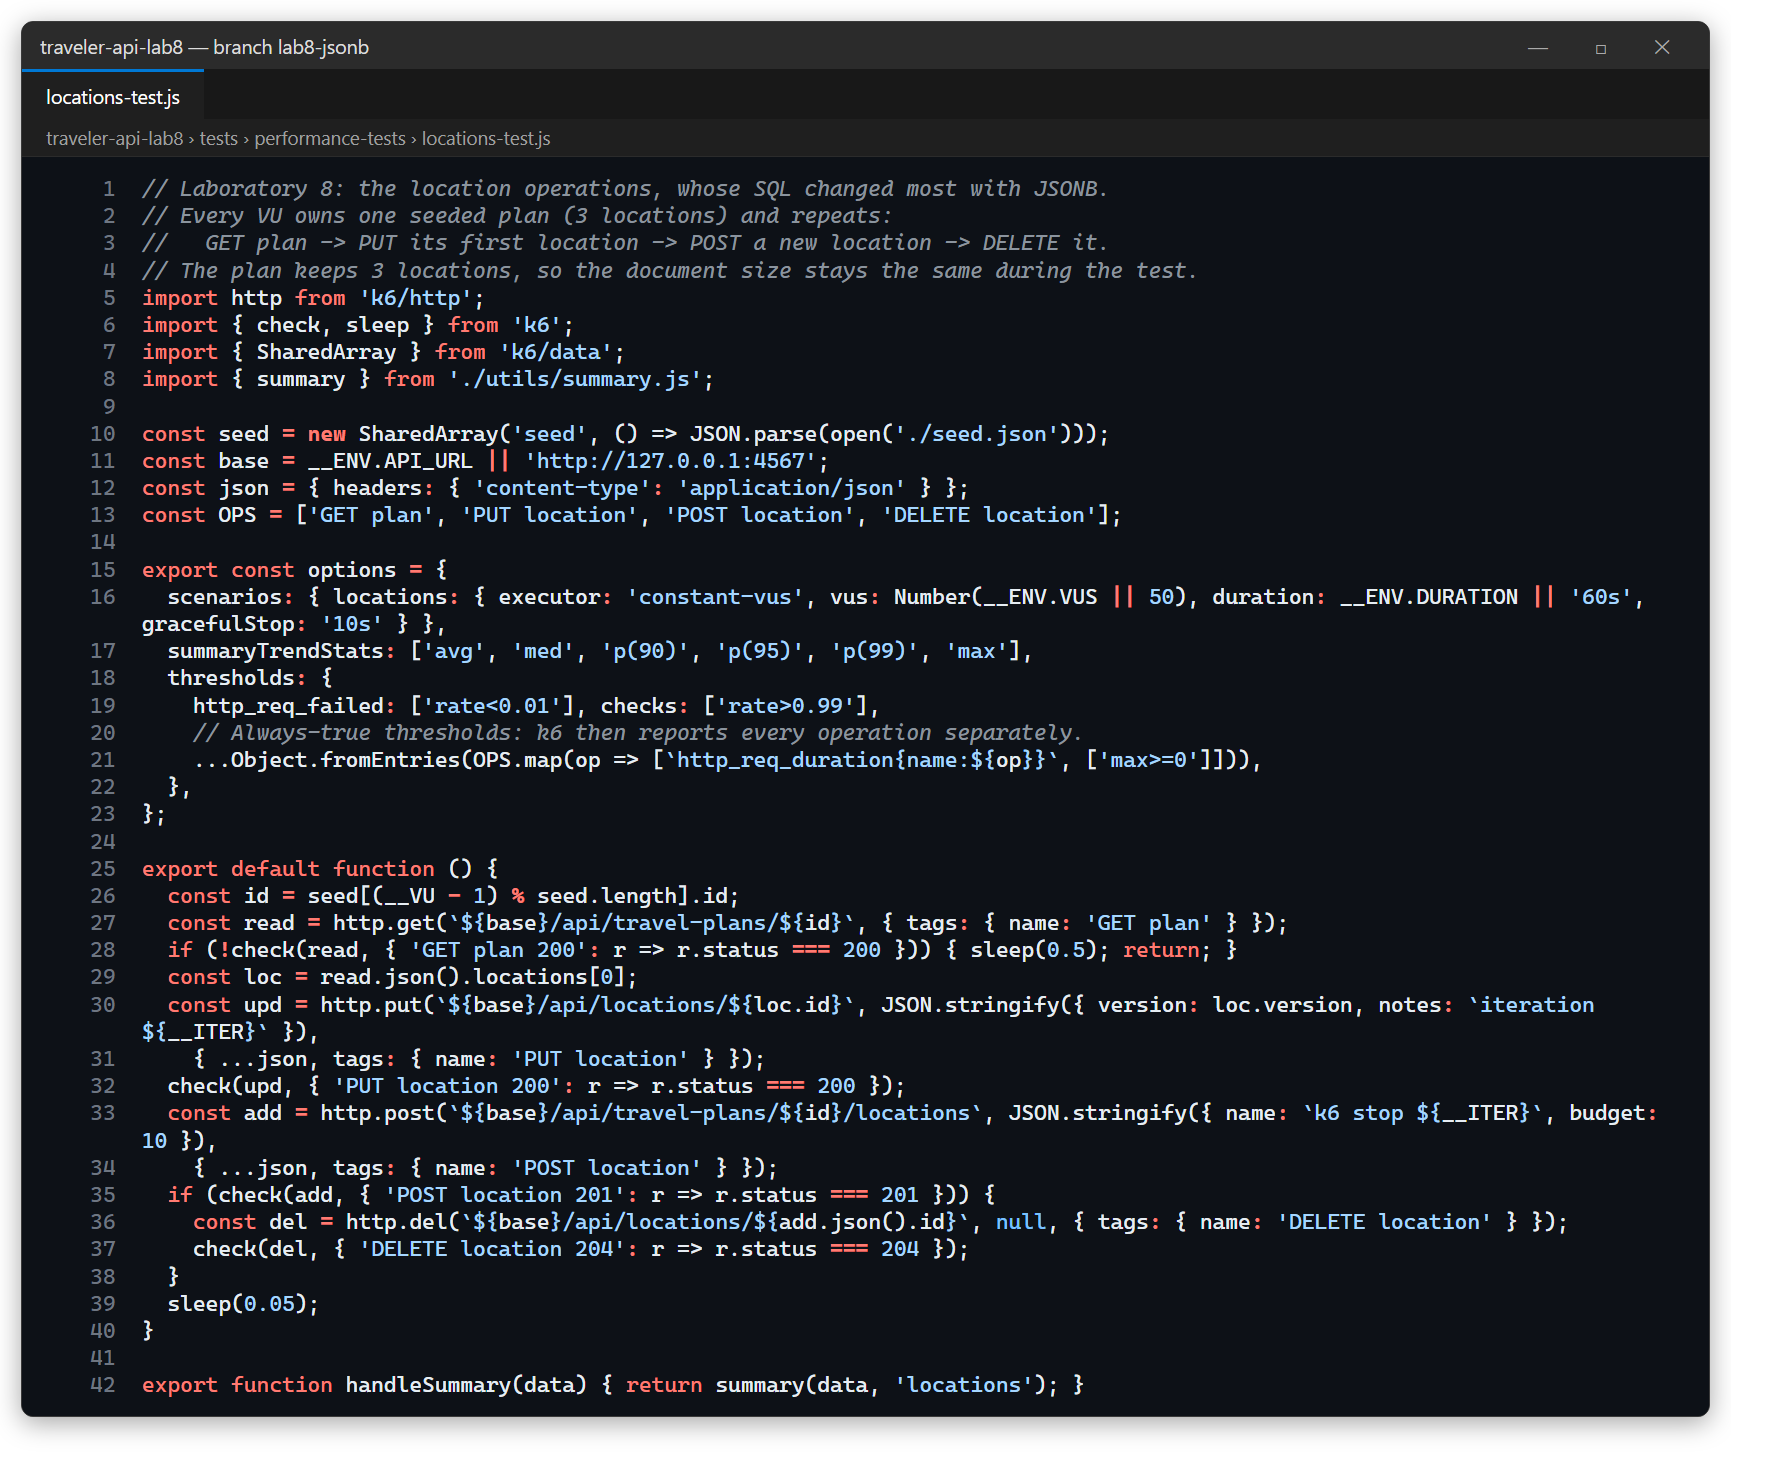 traveler-api-lab8 — branch lab8-jsonb
locations-test.js
traveler-api-lab8 › tests › performance-tests › locations-test.js
1 // Laboratory 8: the location operations, whose SQL changed most with JSONB.
2 // Every VU owns one seeded plan (3 locations) and repeats:
3 //   GET plan -> PUT its first location -> POST a new location -> DELETE it.
4 // The plan keeps 3 locations, so the document size stays the same during the test.
5 import http from 'k6/http';
6 import { check, sleep } from 'k6';
7 import { SharedArray } from 'k6/data';
8 import { summary } from './utils/summary.js';
9
10 const seed = new SharedArray('seed', () => JSON.parse(open('./seed.json')));
11 const base = __ENV.API_URL || 'http://127.0.0.1:4567';
12 const json = { headers: { 'content-type': 'application/json' } };
13 const OPS = ['GET plan', 'PUT location', 'POST location', 'DELETE location'];
14
15 export const options = {
16   scenarios: { locations: { executor: 'constant-vus', vus: Number(__ENV.VUS || 50), duration: __ENV.DURATION || '60s',
gracefulStop: '10s' } },
17   summaryTrendStats: ['avg', 'med', 'p(90)', 'p(95)', 'p(99)', 'max'],
18   thresholds: {
19     http_req_failed: ['rate<0.01'], checks: ['rate>0.99'],
20     // Always-true thresholds: k6 then reports every operation separately.
21     ...Object.fromEntries(OPS.map(op => [`http_req_duration{name:${op}}`, ['max>=0']])),
22   },
23 };
24
25 export default function () {
26   const id = seed[(__VU - 1) % seed.length].id;
27   const read = http.get(`${base}/api/travel-plans/${id}`, { tags: { name: 'GET plan' } });
28   if (!check(read, { 'GET plan 200': r => r.status === 200 })) { sleep(0.5); return; }
29   const loc = read.json().locations[0];
30   const upd = http.put(`${base}/api/locations/${loc.id}`, JSON.stringify({ version: loc.version, notes: `iteration
${__ITER}` }),
31     { ...json, tags: { name: 'PUT location' } });
32   check(upd, { 'PUT location 200': r => r.status === 200 });
33   const add = http.post(`${base}/api/travel-plans/${id}/locations`, JSON.stringify({ name: `k6 stop ${__ITER}`, budget:
10 }),
34     { ...json, tags: { name: 'POST location' } });
35   if (check(add, { 'POST location 201': r => r.status === 201 })) {
36     const del = http.del(`${base}/api/locations/${add.json().id}`, null, { tags: { name: 'DELETE location' } });
37     check(del, { 'DELETE location 204': r => r.status === 204 });
38   }
39   sleep(0.05);
40 }
41
42 export function handleSummary(data) { return summary(data, 'locations'); }